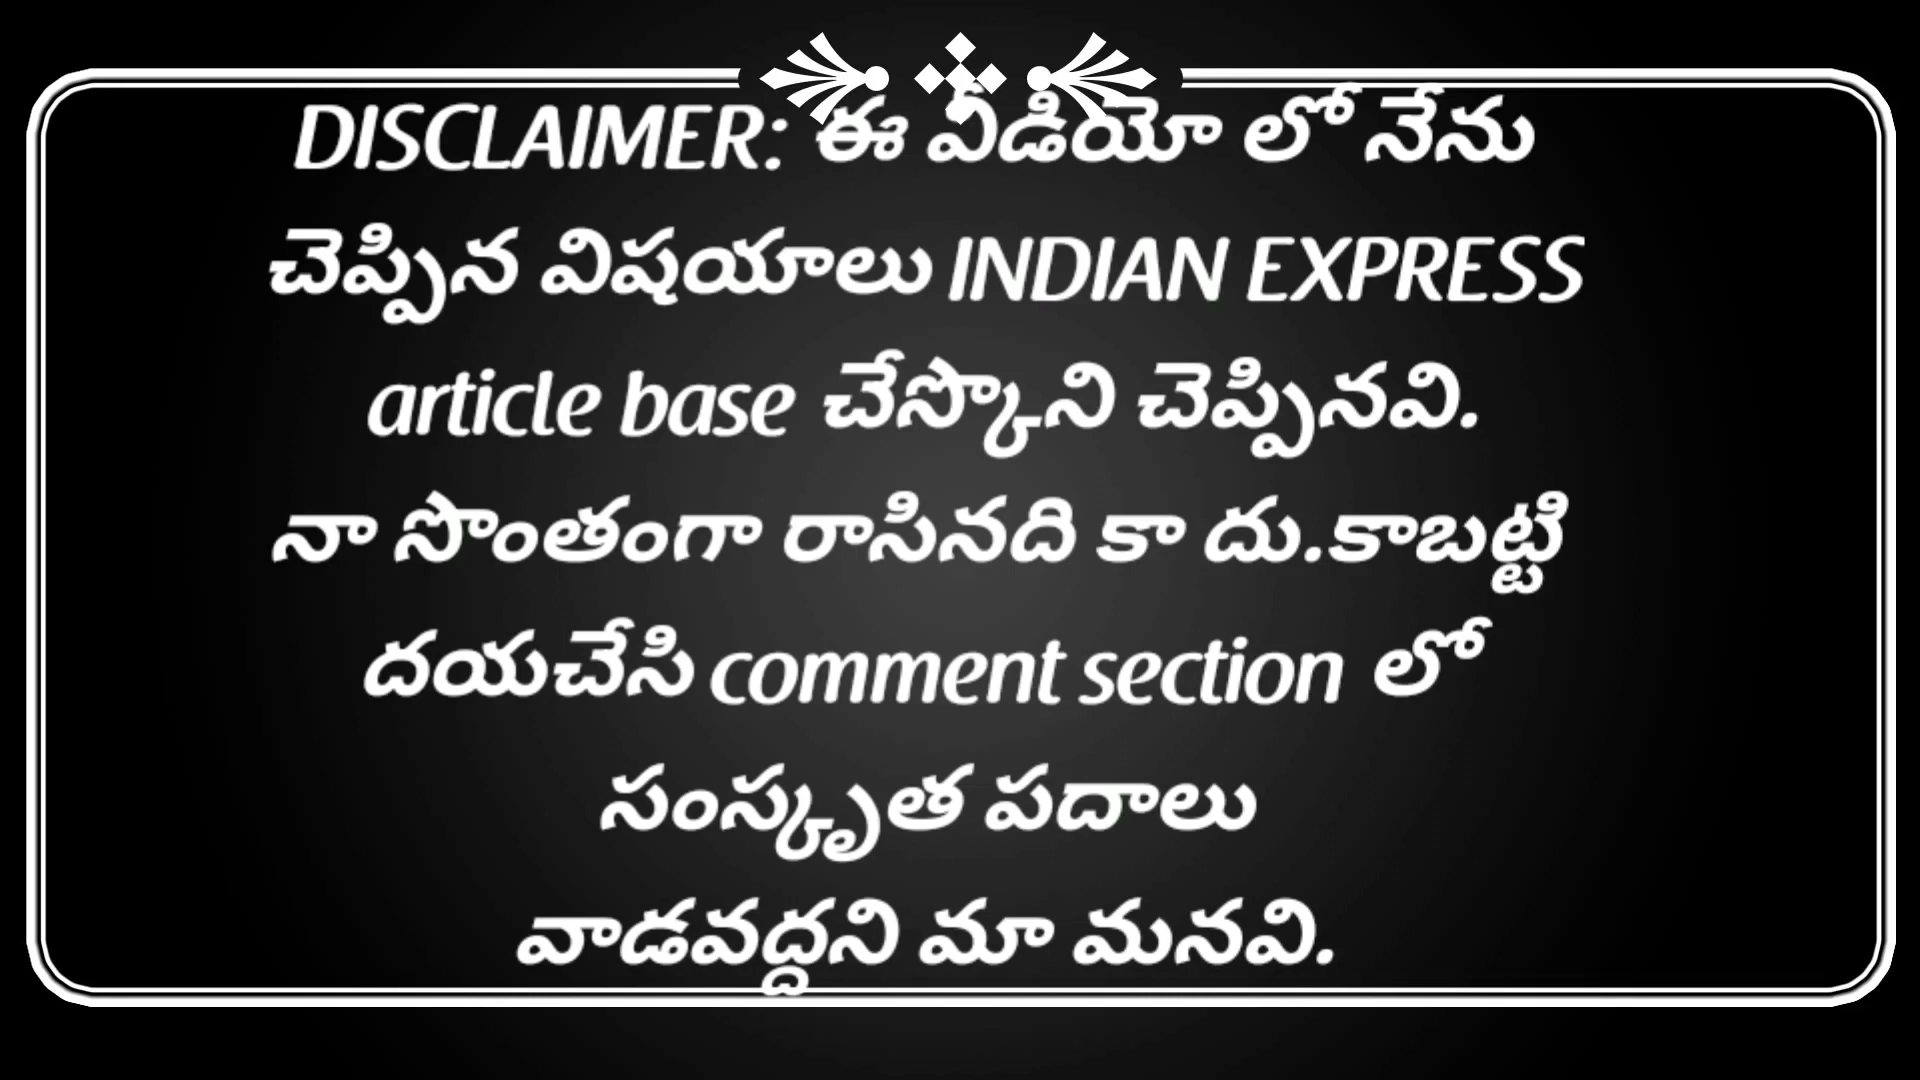 DISCLAIMER: ఈ వీడియో లో నేను
చెప్పిన విషయాలు INDIAN EXPRESS
article base చేస్కొని చెప్పినవి.
నా సొంతంగా రాసినది కా దు.కాబట్టి
దయచేసి comment section లో
సంస్కృత పదాలు
వాడవద్దని మా మనవి.